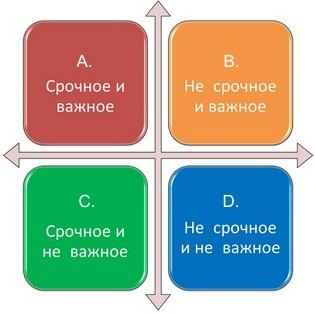 A.
Срочное и
важное
B.
Не срочное
и важное
C.
Срочное и
не важное
D.
Не срочное
и не важное